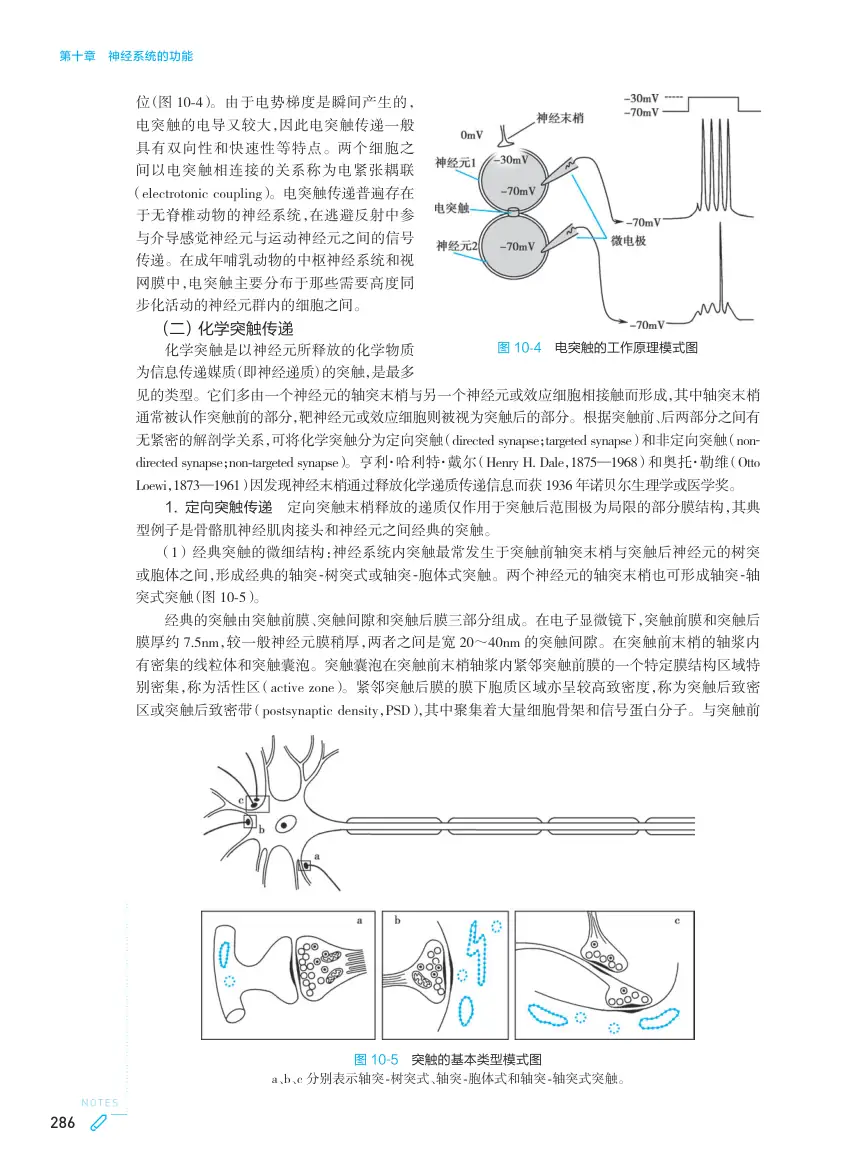 第十章 神经系统的功能
位(图 10-4)。由于电势梯度是瞬间产生的,
电突触的电导又较大,因此电突触传递一般
具有双向性和快速性等特点。两个细胞之
间以电突触相连接的关系称为电紧张耦联
(electrotonic coupling)。电突触传递普遍存在
于无脊椎动物的神经系统,在逃避反射中参
与介导感觉神经元与运动神经元之间的信号
传递。在成年哺乳动物的中枢神经系统和视
网膜中,电突触主要分布于那些需要高度同
步化活动的神经元群内的细胞之间。
-30mV
-70mV
神经末梢
0mV
神经元1
-30mV
-70mV
电突触
-70mV
微电极
神经元2
-70mV
-70mV
图 10-4 电突触的工作原理模式图
(二)化学突触传递
化学突触是以神经元所释放的化学物质
为信息传递媒质(即神经递质)的突触,是最多
见的类型。它们多由一个神经元的轴突末梢与另一个神经元或效应细胞相接触而形成,其中轴突末梢
通常被认作突触前的部分,靶神经元或效应细胞则被视为突触后的部分。根据突触前、后两部分之间有
无紧密的解剖学关系,可将化学突触分为定向突触(directed synapse;targeted synapse)和非定向突触(non-
directed synapse;non-targeted synapse)。亨利·哈利特·戴尔(Henry H. Dale,1875—1968)和奥托·勒维(Otto
Loewi,1873—1961)因发现神经末梢通过释放化学递质传递信息而获 1936 年诺贝尔生理学或医学奖。
1. 定向突触传递 定向突触末梢释放的递质仅作用于突触后范围极为局限的部分膜结构,其典
型例子是骨骼肌神经肌肉接头和神经元之间经典的突触。
(1)经典突触的微细结构:神经系统内突触最常发生于突触前轴突末梢与突触后神经元的树突
或胞体之间,形成经典的轴突-树突式或轴突-胞体式突触。两个神经元的轴突末梢也可形成轴突-轴
突式突触(图 10-5)。
经典的突触由突触前膜、突触间隙和突触后膜三部分组成。在电子显微镜下,突触前膜和突触后
膜厚约 7.5nm,较一般神经元膜稍厚,两者之间是宽 20～40nm 的突触间隙。在突触前末梢的轴浆内
有密集的线粒体和突触囊泡。突触囊泡在突触前末梢轴浆内紧邻突触前膜的一个特定膜结构区域特
别密集,称为活性区(active zone)。紧邻突触后膜的膜下胞质区域亦呈较高致密度,称为突触后致密
区或突触后致密带(postsynaptic density,PSD),其中聚集着大量细胞骨架和信号蛋白分子。与突触前
c
b
a
a
b
c
图 10-5 突触的基本类型模式图
a、b、c 分别表示轴突-树突式、轴突-胞体式和轴突-轴突式突触。
NOTES
286